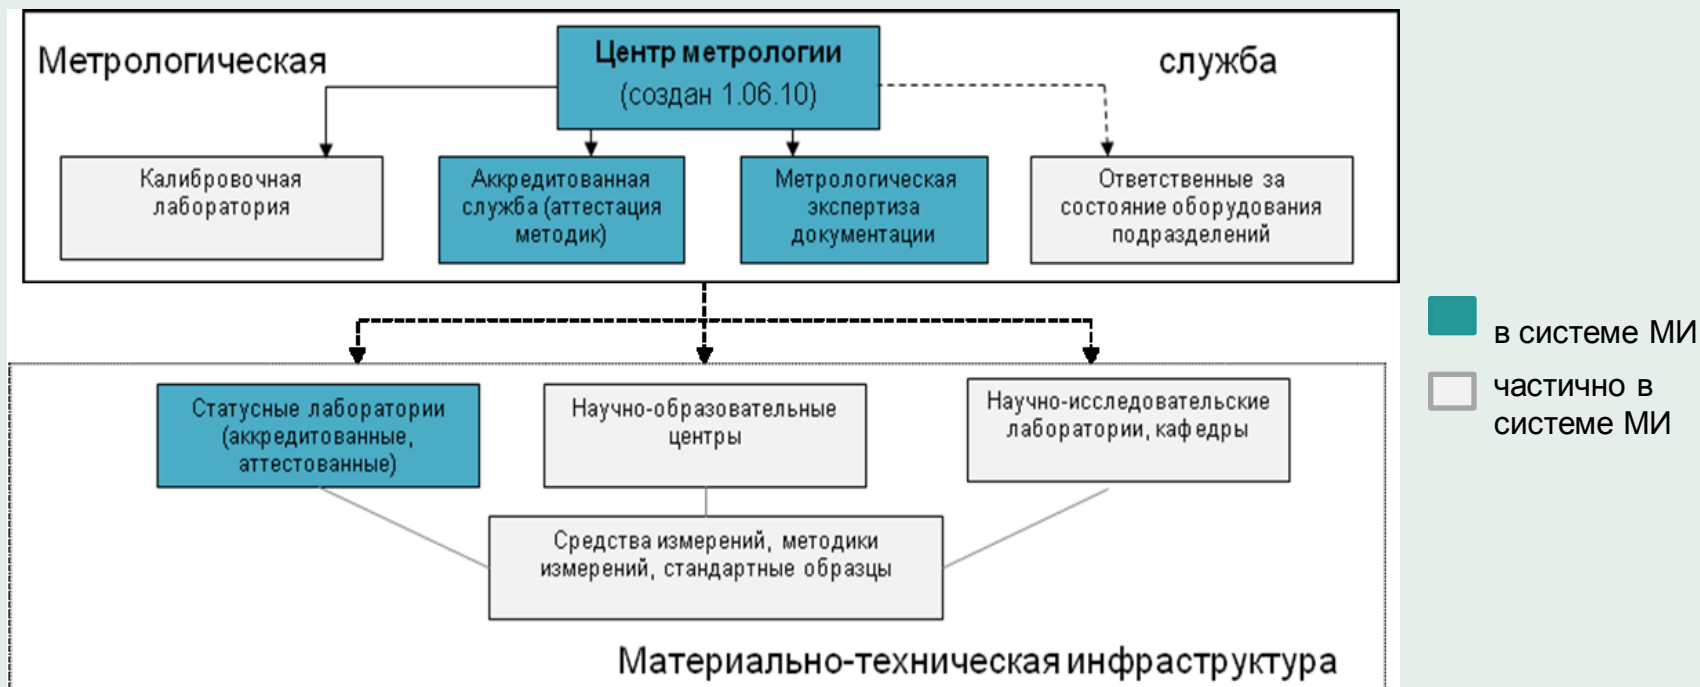 Метрологическая служба
Центр метрологии
(создан 1.06.10)
Калибровочная
лаборатория
Аккредитованная
служба (аттестация
методик)
Метрологическая
экспертиза
документации
Ответственные за
состояние оборудования
подразделений
в системе МИ
частично в
системе МИ
Статусные лаборатории
(аккредитованные,
аттестованные)
Научно-образовательные
центры
Научно-исследовательские
лаборатории, кафедры
Средства измерений, методики
измерений, стандартные образцы
Материально-техническая инфраструктура